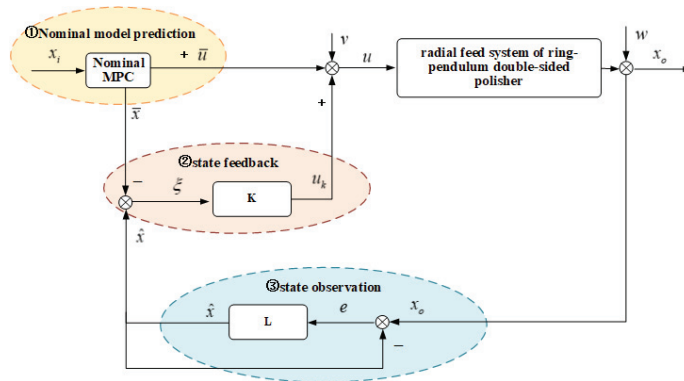 ①Nominal model prediction
x_i
Nominal
MPC
+ ū
v
u
radial feed system of ring-
pendulum double-sided
polisher
w
x_o
x̄
+
②state feedback
−
ξ
K
u_k
x̂
③state observation
x̂
L
e
x_o
−